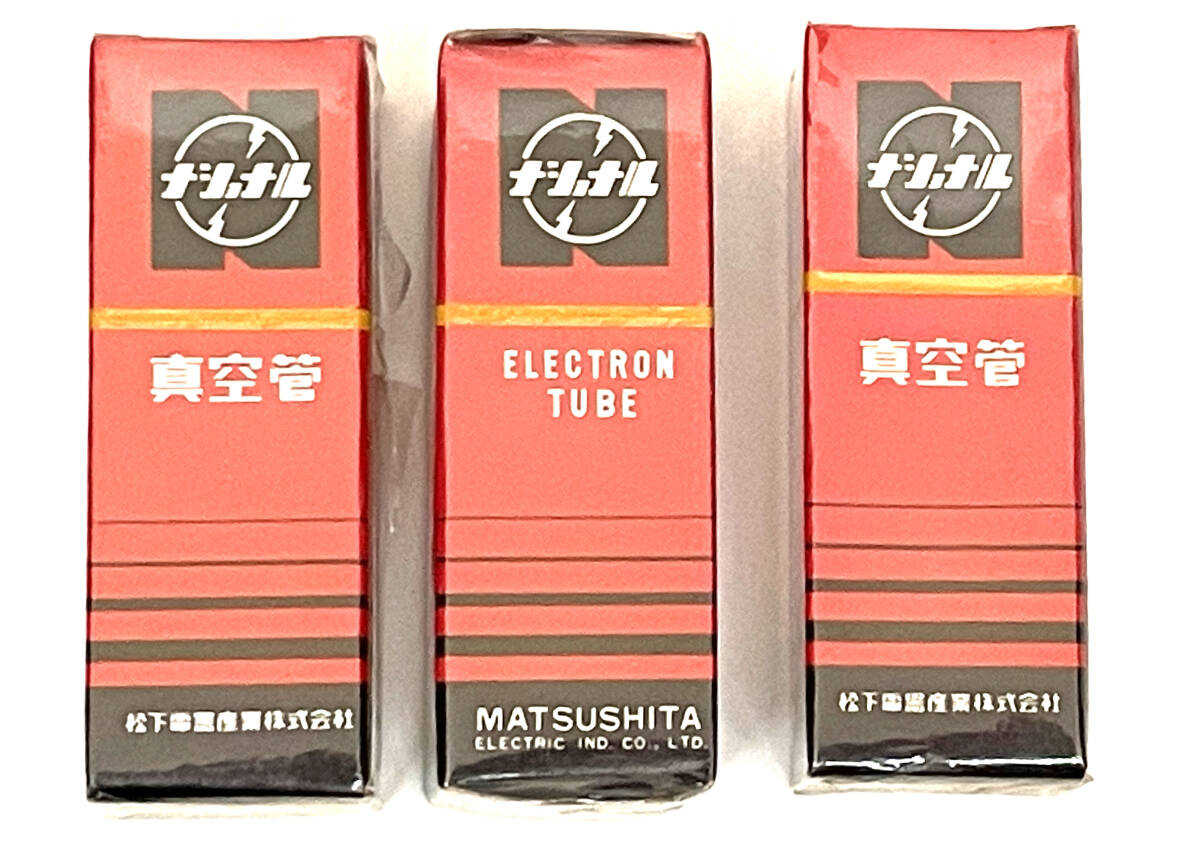 ナショナル
真空管
松下電器産業株式会社
ナショナル
ELECTRON
TUBE
MATSUSHITA
ELECTRIC IND. CO., LTD.
ナショナル
真空管
松下電器産業株式会社